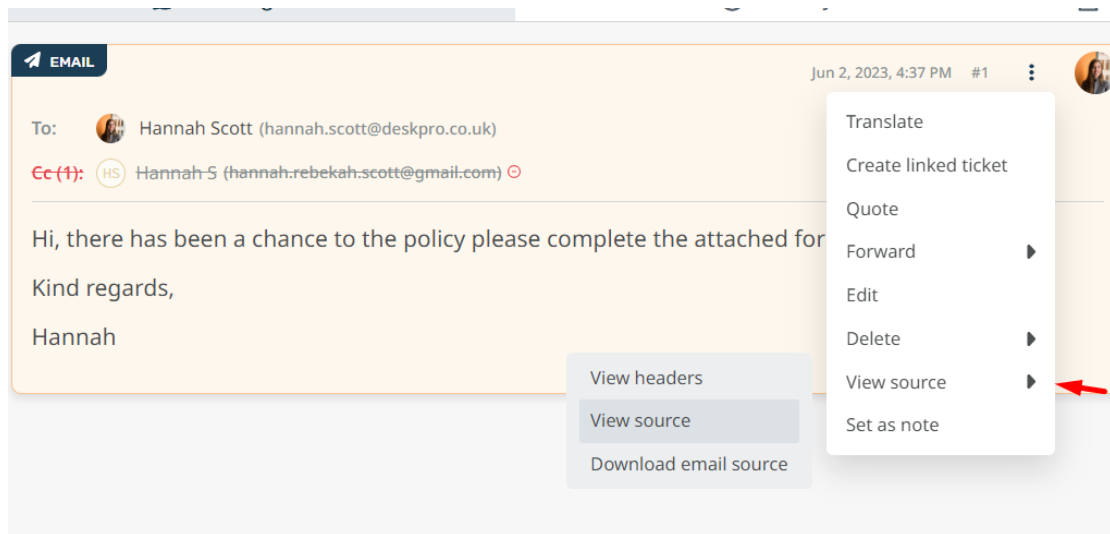 EMAIL
Jun 2, 2023, 4:37 PM #1
To: Hannah Scott (hannah.scott@deskpro.co.uk)
Cc (1): HS Hannah S (hannah.rebekah.scott@gmail.com)
Hi, there has been a chance to the policy please complete the attached for
Kind regards,
Hannah
Translate
Create linked ticket
Quote
Forward
Edit
Delete
View source
Set as note
View headers
View source
Download email source